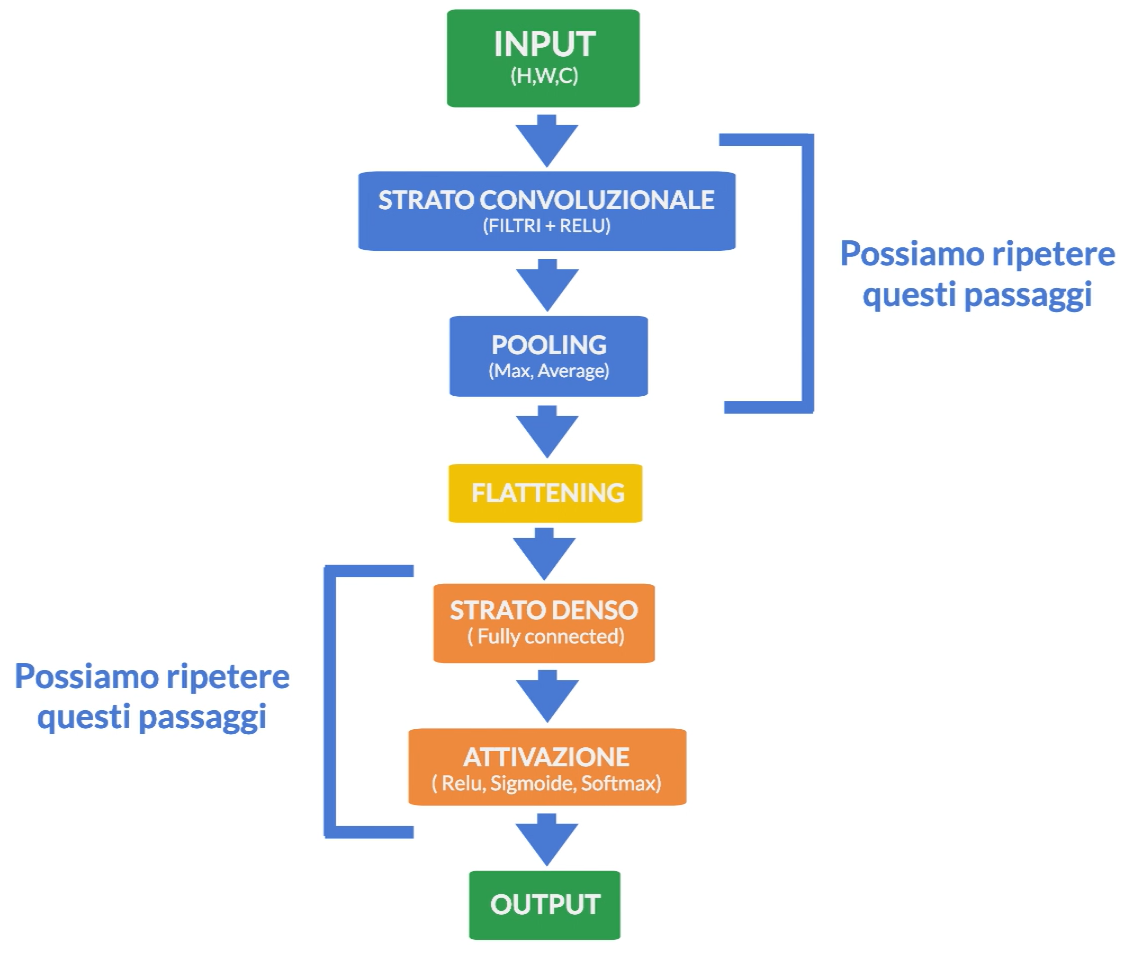 INPUT
(H,W,C)
STRATO CONVOLUZIONALE
(FILTRI + RELU)
Possiamo ripetere
questi passaggi
POOLING
(Max, Average)
FLATTENING
STRATO DENSO
( Fully connected)
Possiamo ripetere
questi passaggi
ATTIVAZIONE
( Relu, Sigmoide, Softmax)
OUTPUT